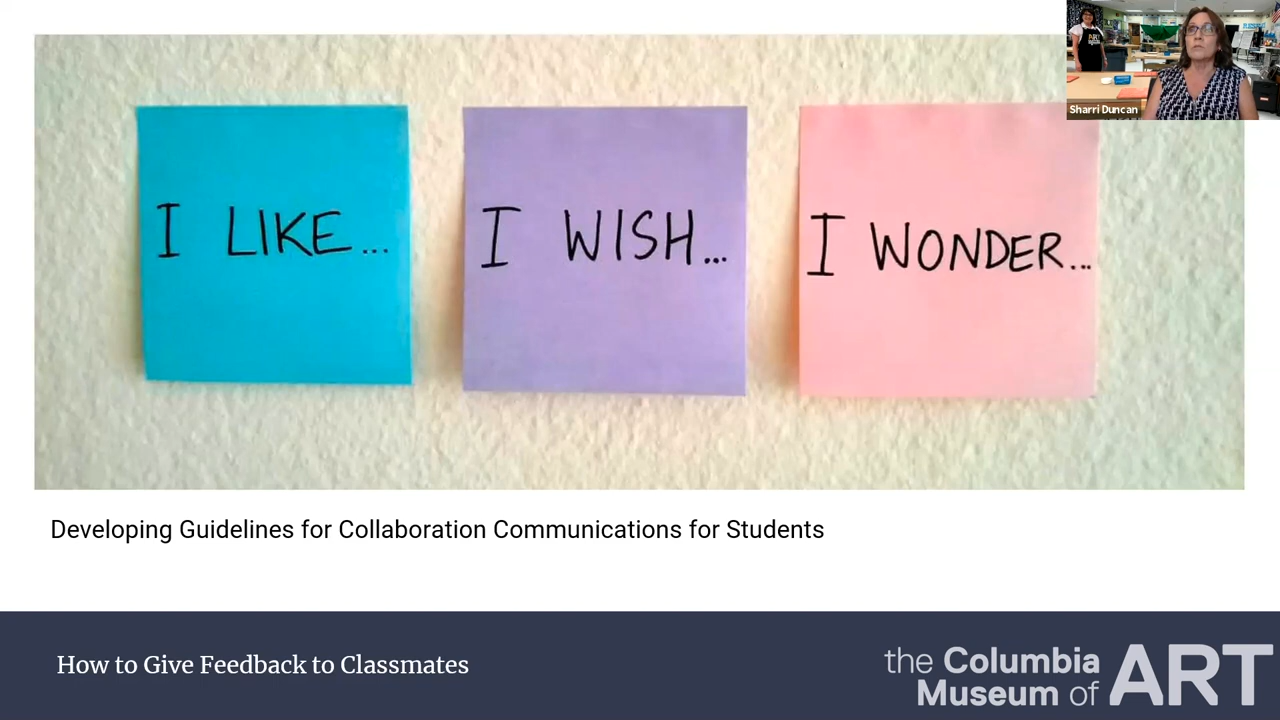 I LIKE...
I WISH...
I WONDER...
Sharri Duncan
Developing Guidelines for Collaboration Communications for Students
How to Give Feedback to Classmates
the Columbia
Museum of ART